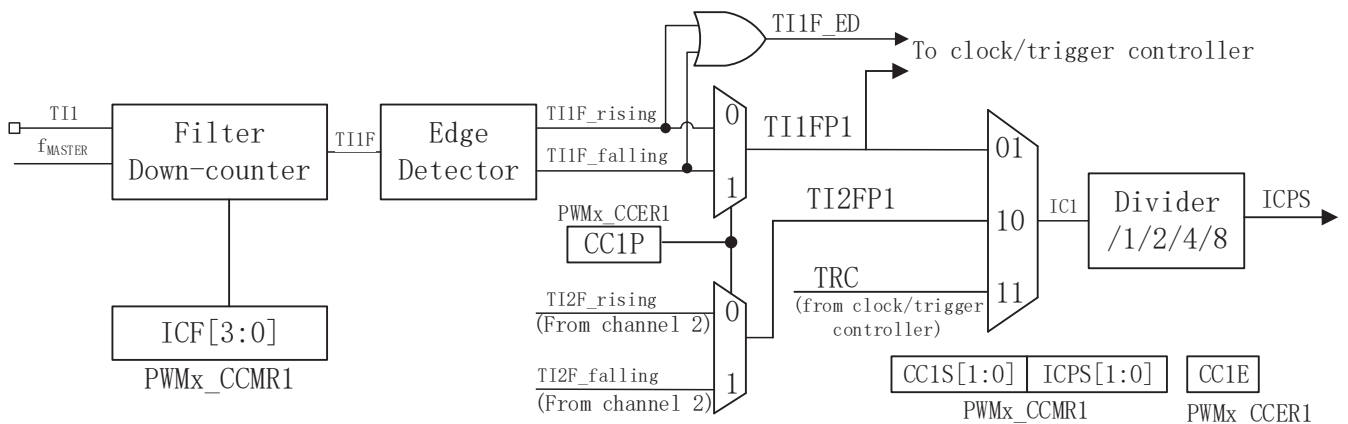 TI1F_ED
To clock/trigger controller
TI1
fMASTER
Filter
Down-counter
TI1F
Edge
Detector
TI1F_rising
TI1F_falling
0
1
TI1FP1
PWMx_CCER1
CC1P
TI2FP1
TI2F_rising
(From channel 2)
TI2F_falling
(From channel 2)
0
1
TRC
(from clock/trigger
controller)
01
10
11
IC1
Divider
/1/2/4/8
ICPS
ICF[3:0]
PWMx_CCMR1
CC1S[1:0] ICPS[1:0]
PWMx_CCMR1
CC1E
PWMx CCER1